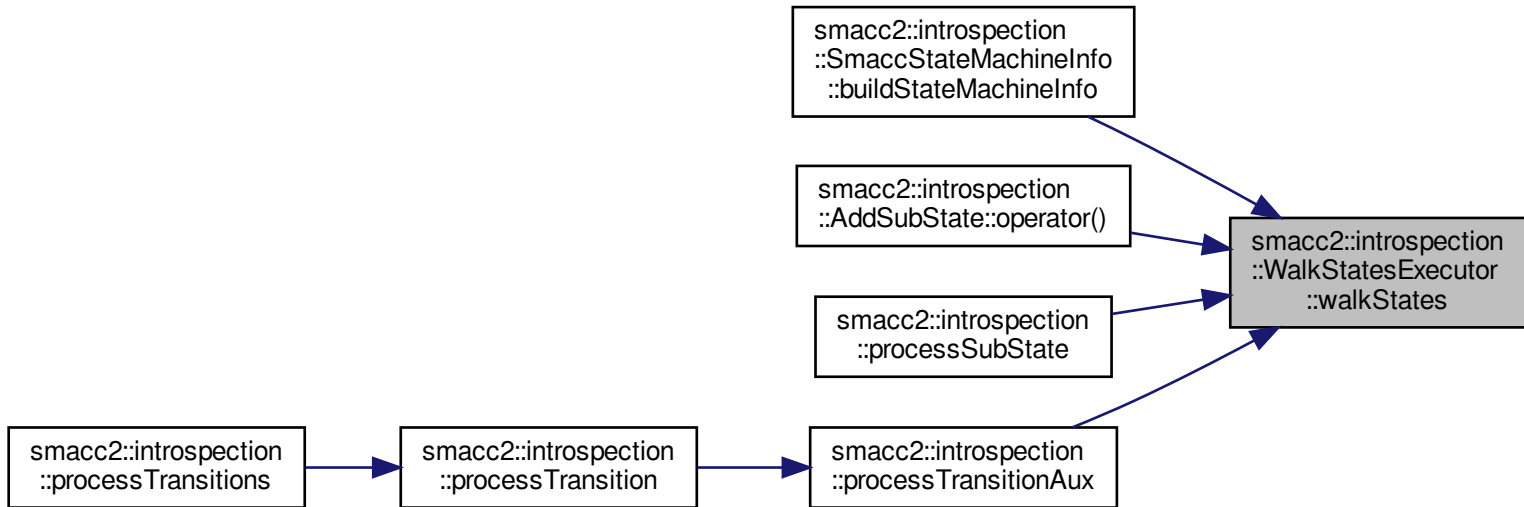 smacc2::introspection
::SmaccStateMachineInfo
::buildStateMachineInfo
smacc2::introspection
::AddSubState::operator()
smacc2::introspection
::WalkStatesExecutor
::walkStates
smacc2::introspection
::processSubState
smacc2::introspection
::processTransitions
smacc2::introspection
::processTransition
smacc2::introspection
::processTransitionAux